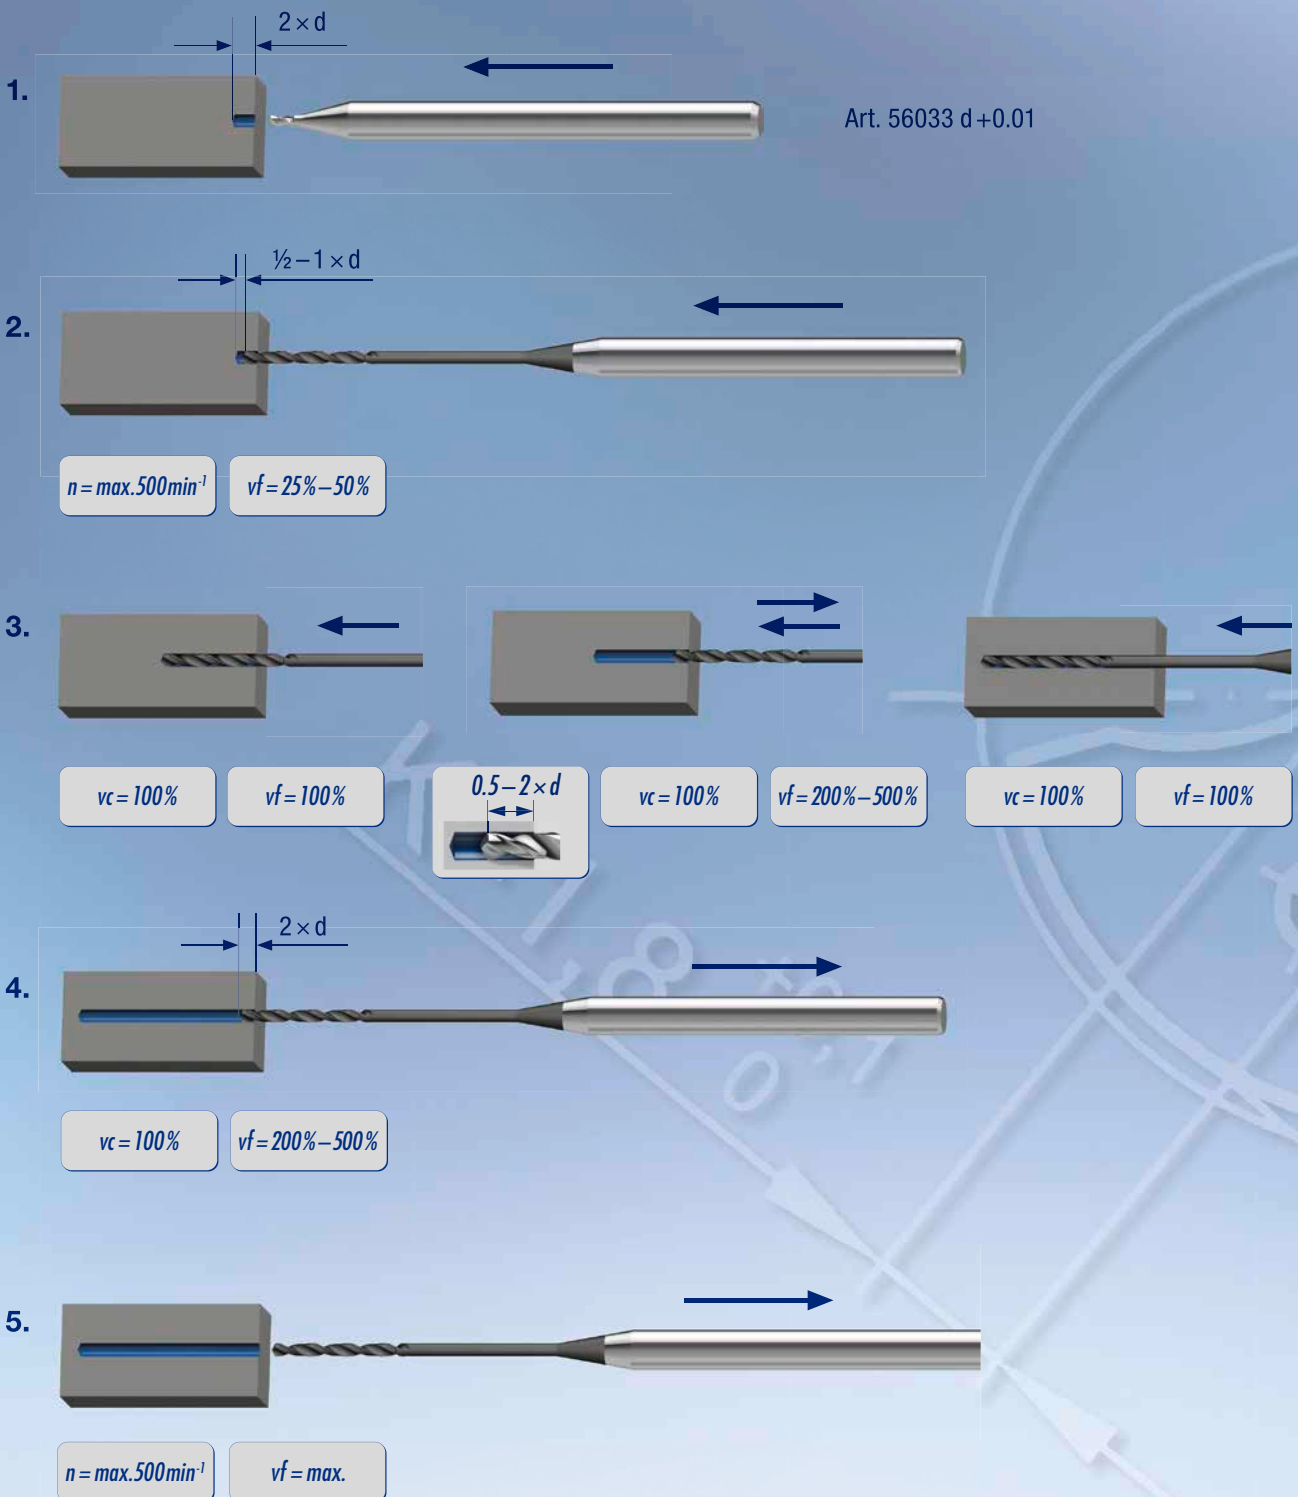 2 × d
1.
Art. 56033 d +0.01
½ – 1 × d
2.
n = max.500min⁻¹
vf = 25% – 50%
3.
vc = 100%
vf = 100%
0.5 – 2 × d
vc = 100%
vf = 200% – 500%
vc = 100%
vf = 100%
2 × d
4.
vc = 100%
vf = 200% – 500%
5.
n = max.500min⁻¹
vf = max.